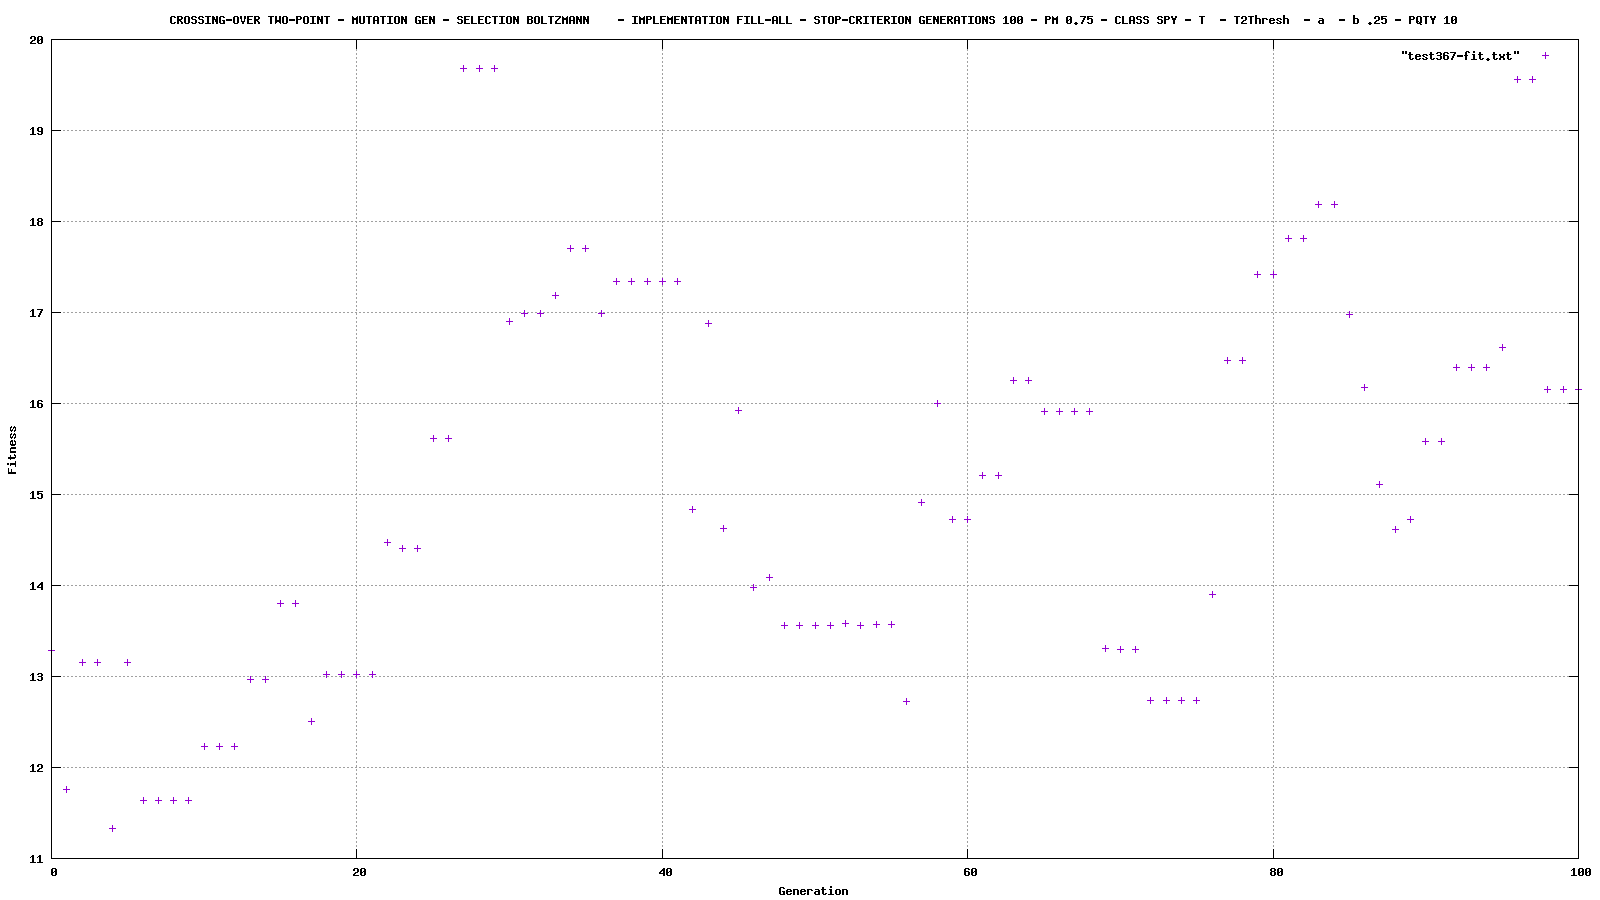 CROSSING-OVER TWO-POINT - MUTATION GEN - SELECTION BOLTZMANN    - IMPLEMENTATION FILL-ALL - STOP-CRITERION GENERATIONS 100 - PM 0.75 - CLASS SPY - T  - T2Thresh  - a  - b .25 - PQTY 10
"test367-fit.txt"
20
19
18
17
16
15
14
13
12
11
Fitness
0 20 40 60 80 100
Generation